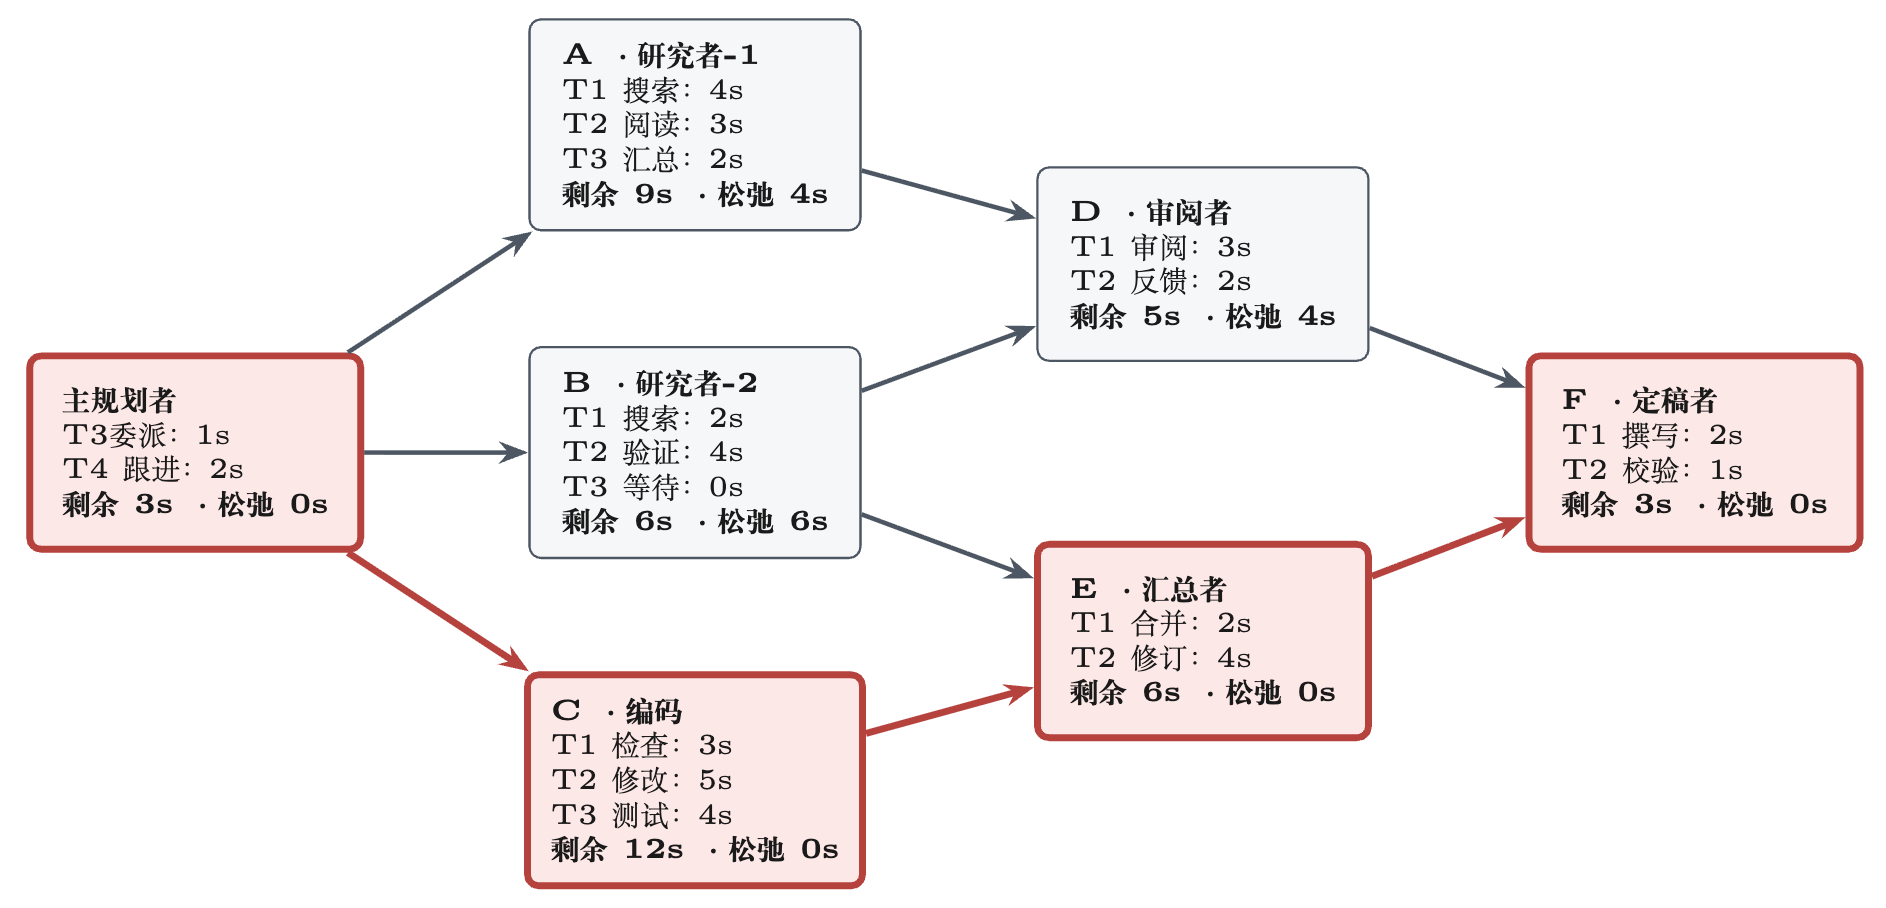 主规划者
T3委派：1s
T4 跟进：2s
剩余 3s ·松弛 0s
A ·研究者-1
T1 搜索：4s
T2 阅读：3s
T3 汇总：2s
剩余 9s ·松弛 4s
B ·研究者-2
T1 搜索：2s
T2 验证：4s
T3 等待：0s
剩余 6s ·松弛 6s
C ·编码
T1 检查：3s
T2 修改：5s
T3 测试：4s
剩余 12s ·松弛 0s
D ·审阅者
T1 审阅：3s
T2 反馈：2s
剩余 5s ·松弛 4s
E ·汇总者
T1 合并：2s
T2 修订：4s
剩余 6s ·松弛 0s
F ·定稿者
T1 撰写：2s
T2 校验：1s
剩余 3s ·松弛 0s